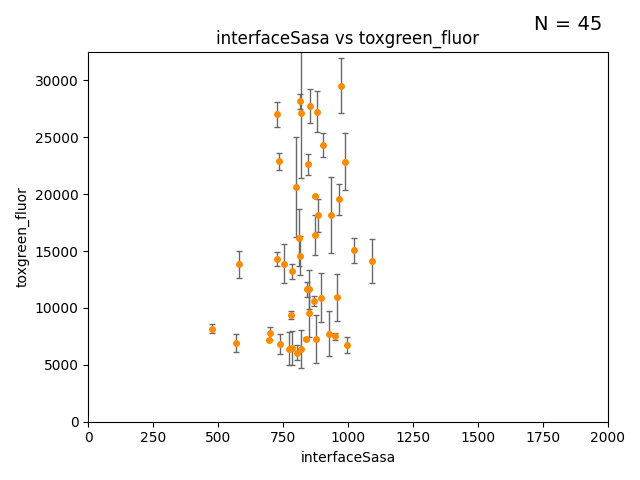 N = 45
interfaceSasa vs toxgreen_fluor
30000
25000
20000
15000
10000
5000
0
toxgreen_fluor
0 250 500 750 1000 1250 1500 1750 2000
interfaceSasa